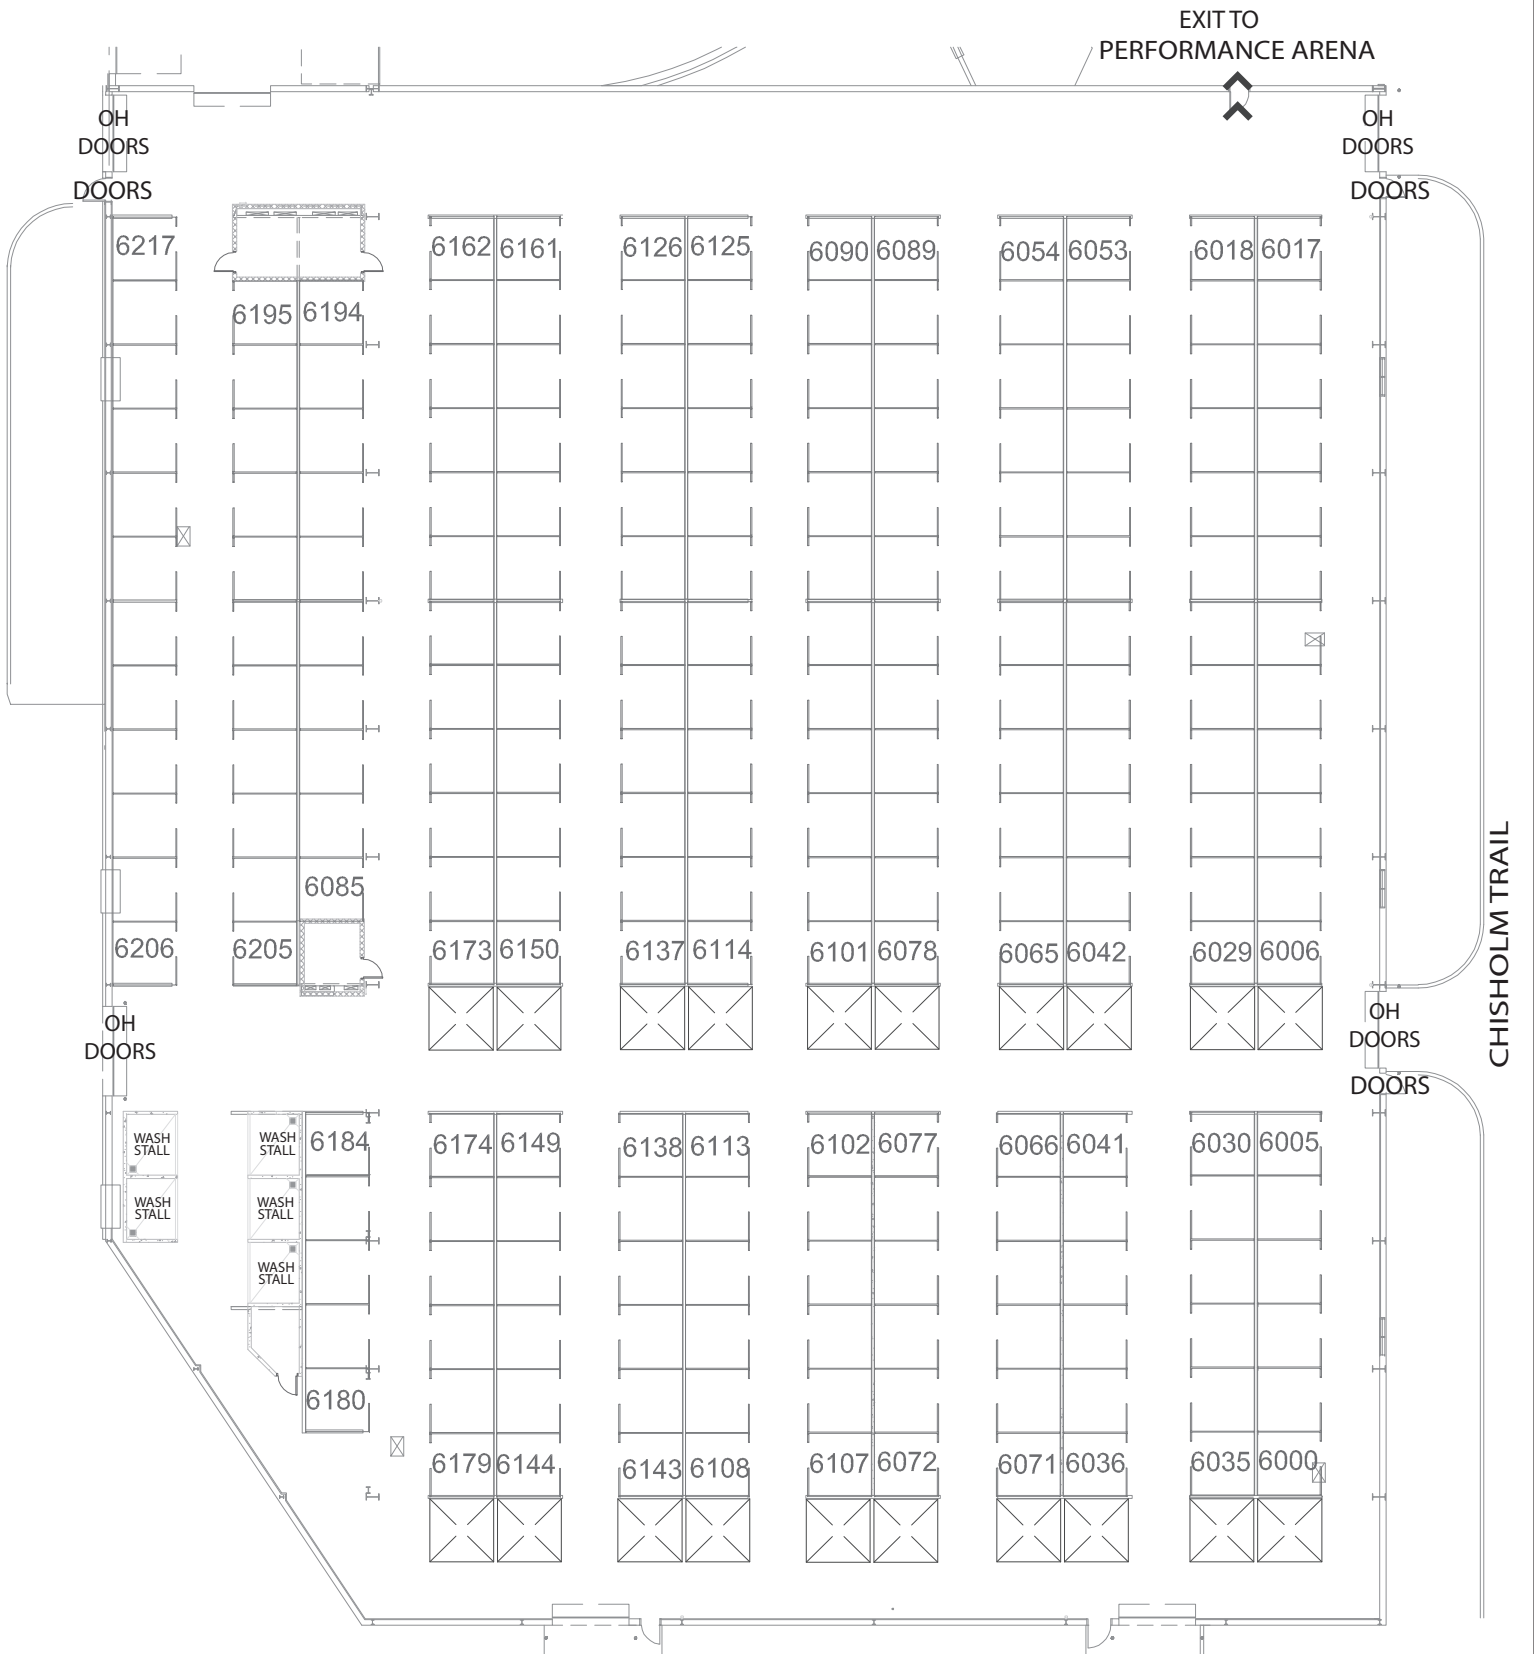 EXIT TO
PERFORMANCE ARENA
OH
DOORS
DOORS
OH
DOORS
DOORS
6217
6162 6161
6126 6125
6090 6089
6054 6053
6018 6017
6195 6194
6085
6206
6205
6173 6150
6137 6114
6101 6078
6065 6042
6029 6006
OH
DOORS
OH
DOORS
DOORS
CHISHOLM TRAIL
WASH
STALL
WASH
STALL
6184
6174 6149
6138 6113
6102 6077
6066 6041
6030 6005
WASH
STALL
WASH
STALL
WASH
STALL
6180
6179 6144
6143 6108
6107 6072
6071 6036
6035 6000